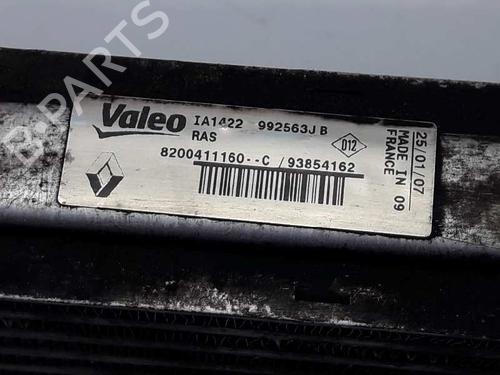 B-PARTS
Valeo IA1422 992563J B
RAS
D12
8200411160--C / 93854162
25/01/07
MADE IN 09
FRANCE